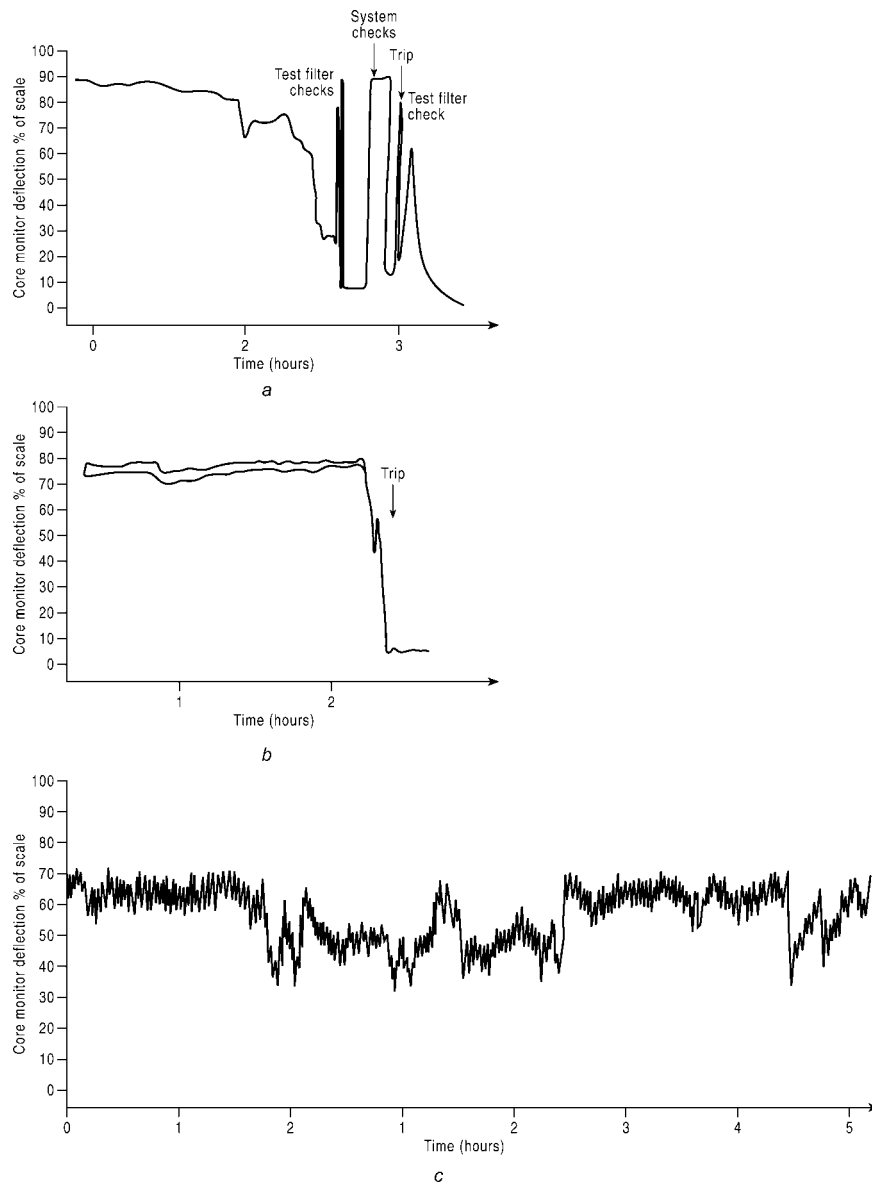 System
checks
Trip
Test filter
checks
Test filter
check
Core monitor deflection % of scale
100
90
80
70
60
50
40
30
20
10
0
0 2 3
Time (hours)
a
Core monitor deflection % of scale
100
90
80
70
60
50
40
30
20
10
0
Trip
1 2
Time (hours)
b
Core monitor deflection % of scale
100
90
80
70
60
50
40
30
20
10
0
0 1 2 1 2 3 4 5
Time (hours)
c